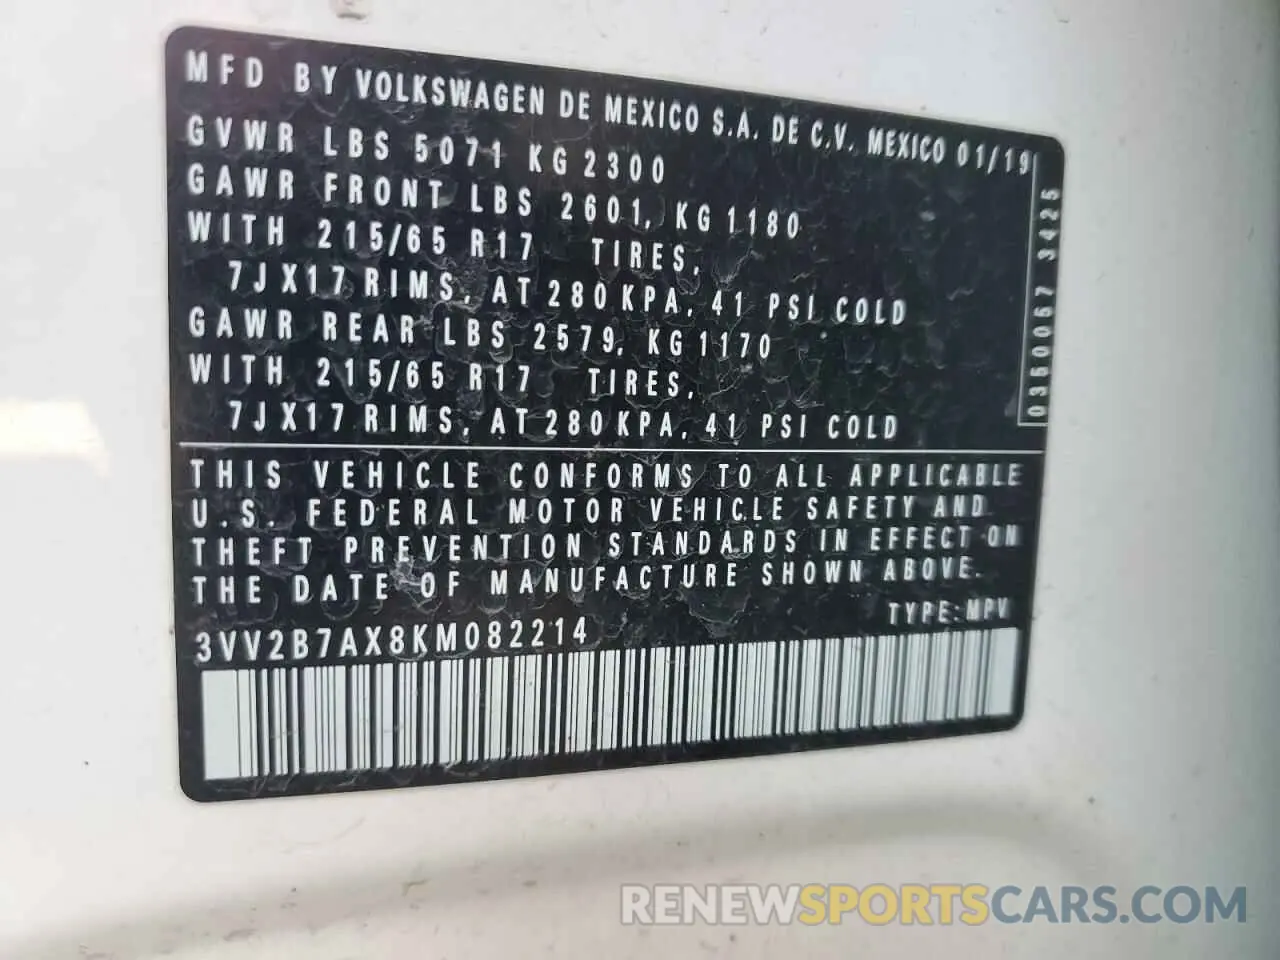 MFD BY VOLKSWAGEN DE MEXICO S.A. DE C.V. MEXICO 01/19
GVWR LBS 5071 KG 2300
GAWR FRONT LBS 2601, KG 1180
WITH 215/65 R17 TIRES,
7JX17 RIMS, AT 280 KPA, 41 PSI COLD
GAWR REAR LBS 2579, KG 1170
WITH 215/65 R17 TIRES,
7JX17 RIMS, AT 280 KPA, 41 PSI COLD
0350057 3425
THIS VEHICLE CONFORMS TO ALL APPLICABLE
U.S. FEDERAL MOTOR VEHICLE SAFETY AND
THEFT PREVENTION STANDARDS IN EFFECT ON
THE DATE OF MANUFACTURE SHOWN ABOVE.
TYPE: MPV
3VV2B7AX8KM082214
RENEWSPORTSCARS.COM